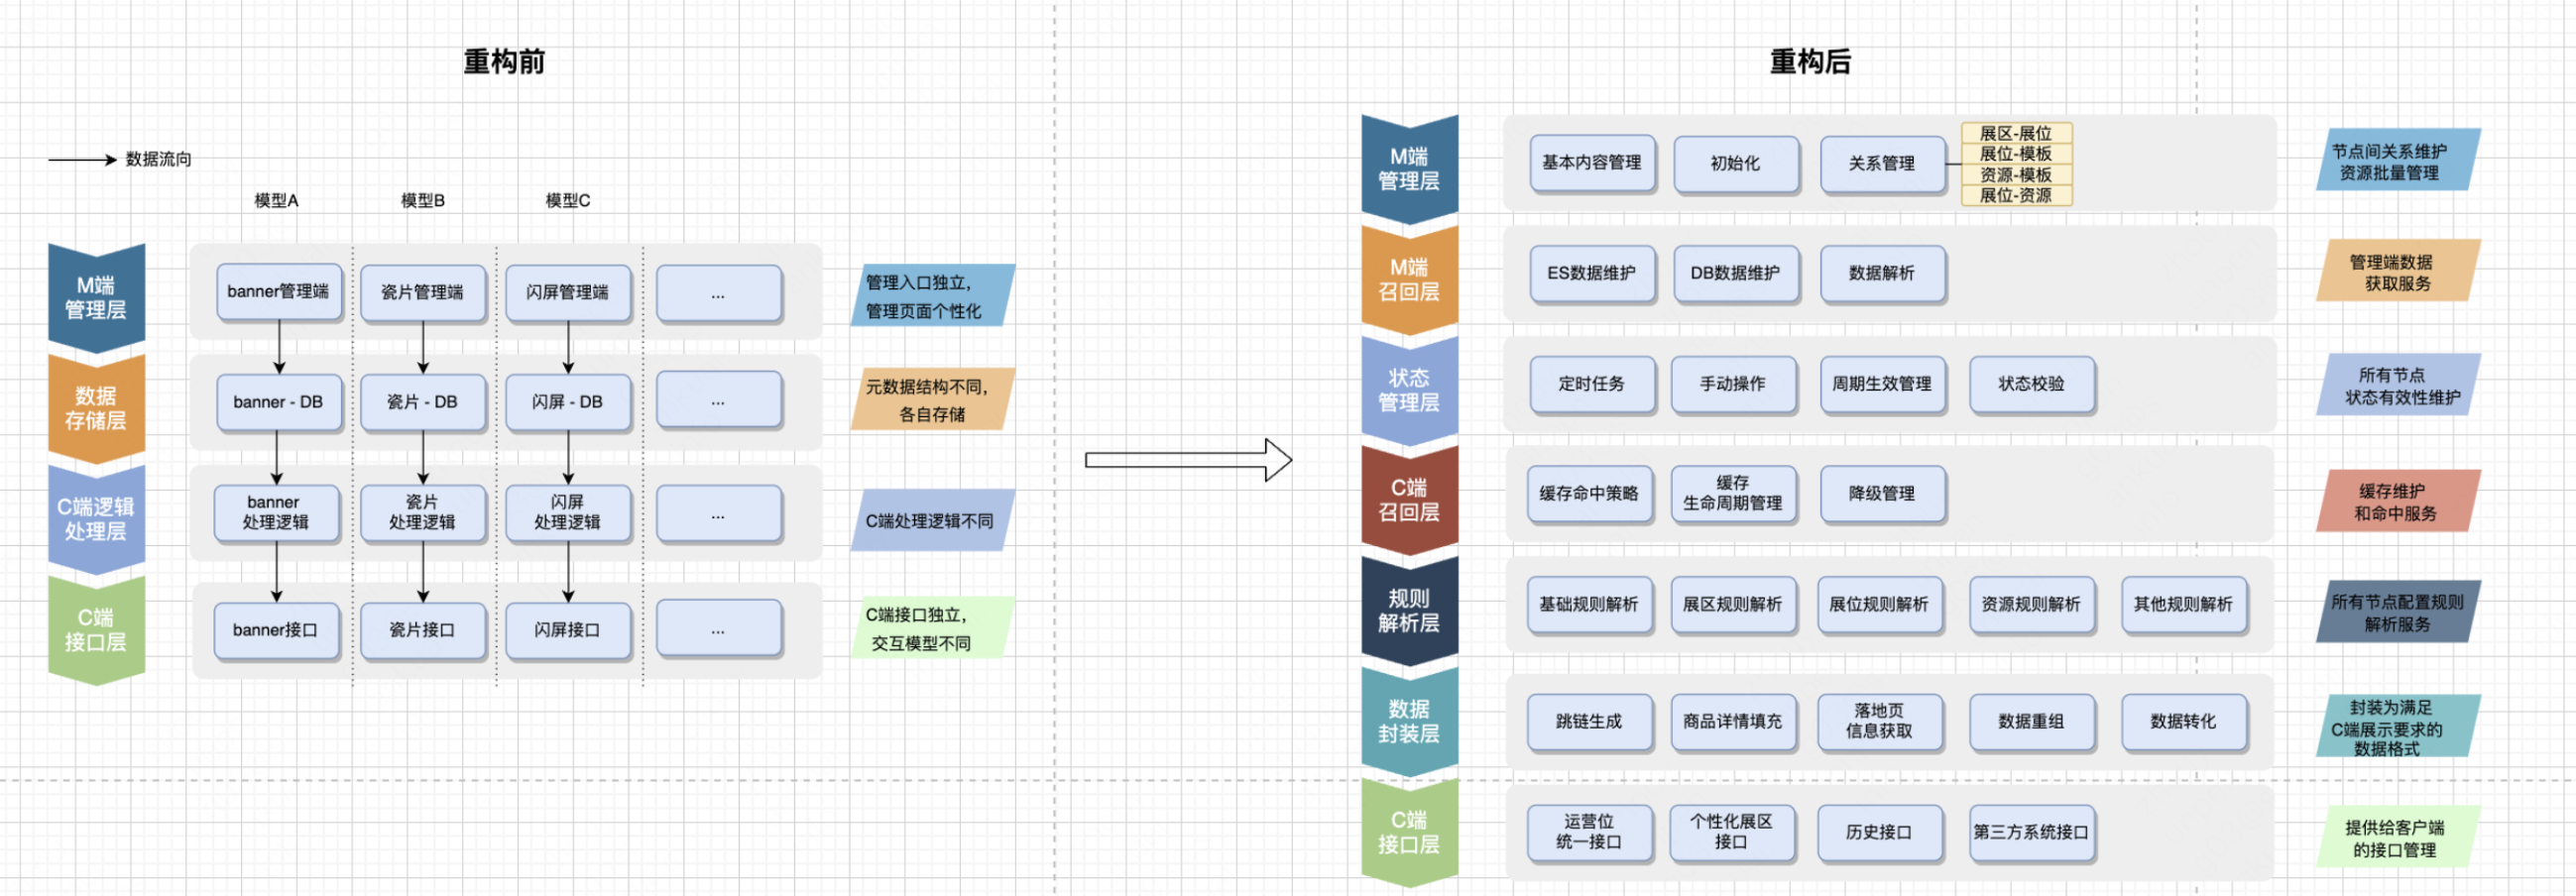 重构前
数据流向
模型A
模型B
模型C
M端
管理层
banner管理端
瓷片管理端
闪屏管理端
...
管理入口独立，
管理页面个性化
数据
存储层
banner - DB
瓷片 - DB
闪屏 - DB
...
元数据结构不同，
各自存储
C端逻辑
处理层
banner
处理逻辑
瓷片
处理逻辑
闪屏
处理逻辑
...
C端处理逻辑不同
C端
接口层
banner接口
瓷片接口
闪屏接口
...
C端接口独立，
交互模型不同
重构后
M端
管理层
基本内容管理
初始化
关系管理
展区-展位
展位-模板
资源-模板
展位-资源
节点间关系维护
资源批量管理
M端
召回层
ES数据维护
DB数据维护
数据解析
管理端数据
获取服务
状态
管理层
定时任务
手动操作
周期生效管理
状态校验
所有节点
状态有效性维护
C端
召回层
缓存命中策略
缓存
生命周期管理
降级管理
缓存维护
和命中服务
规则
解析层
基础规则解析
展区规则解析
展位规则解析
资源规则解析
其他规则解析
所有节点配置规则
解析服务
数据
封装层
跳链生成
商品详情填充
落地页
信息获取
数据重组
数据转化
封装为满足
C端展示要求的
数据格式
C端
接口层
运营位
统一接口
个性化展区
接口
历史接口
第三方系统接口
提供给客户端
的接口管理